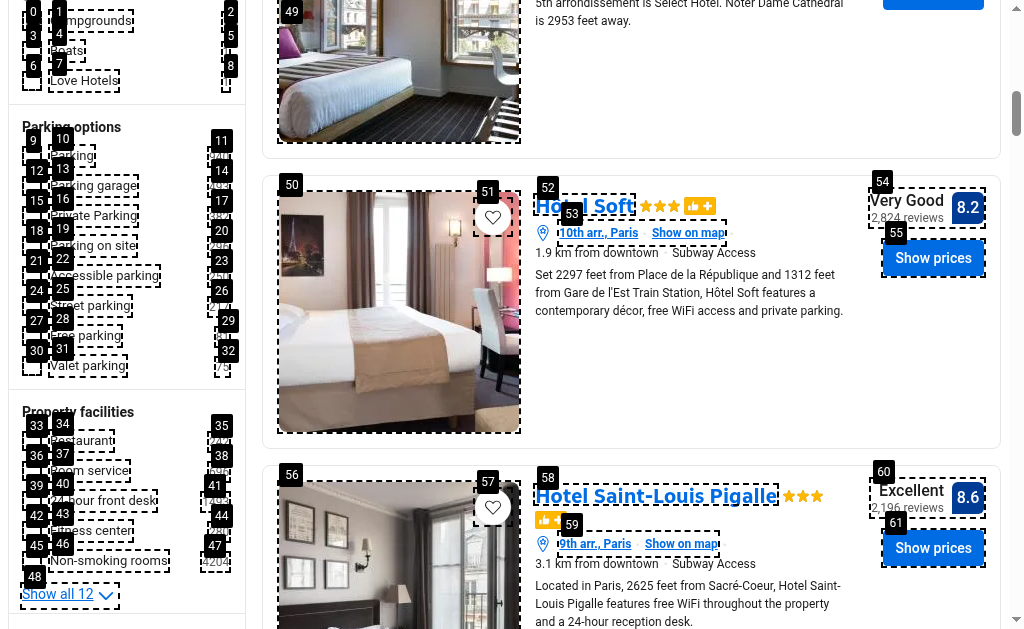 Campgrounds
Boats
Love Hotels
Parking options
Parking
Parking garage
Private Parking
Parking on site
Accessible parking
Street parking
Free parking
Valet parking 75
Property facilities
Restaurant
Room service
24-hour front desk
Fitness center
Non-smoking rooms 4204
Show all 12
0
1
2
3
4
5
6
7
8
9
10
11
12
13
14
15
16
17
18
19
20
21
22
23
24
25
26
27
28
29
30
31
32
33
34
35
36
37
38
39
40
41
42
43
44
45
46
47
48
49
5th arrondissement is Select Hotel. Noter Dame Cathedral
is 2953 feet away.
50
51
52
53
54
55
Hôtel Soft
10th arr., Paris · Show on map
1.9 km from downtown · Subway Access
Set 2297 feet from Place de la République and 1312 feet
from Gare de l'Est Train Station, Hôtel Soft features a
contemporary décor, free WiFi access and private parking.
Very Good 8.2
2,824 reviews
Show prices
56
57
58
59
60
61
Hotel Saint-Louis Pigalle
9th arr., Paris · Show on map
3.1 km from downtown · Subway Access
Located in Paris, 2625 feet from Sacré-Coeur, Hotel Saint-
Louis Pigalle features free WiFi throughout the property
and a 24-hour reception desk.
Excellent 8.6
2,196 reviews
Show prices